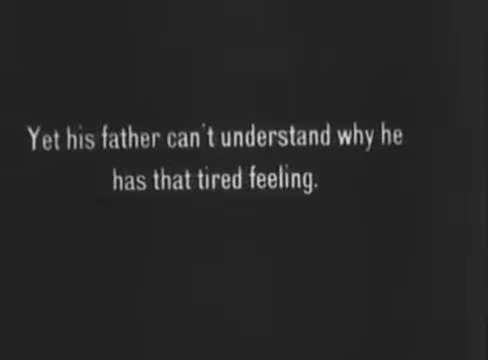 Yet his father can't understand why he
has that tired feeling.